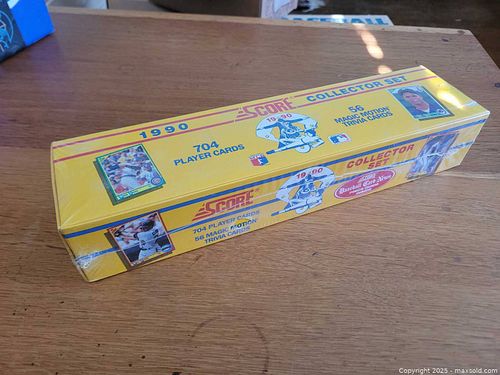 BASEBALL
1990
SCORE
COLLECTOR SET
704
PLAYER CARDS
1990
56
MAGIC MOTION
TRIVIA CARDS
SCORE
704 PLAYER CARDS
56 MAGIC MOTION
TRIVIA CARDS
1990
COLLECTOR
SET
Baseball Card News
Copyright 2025 - maxsold.com